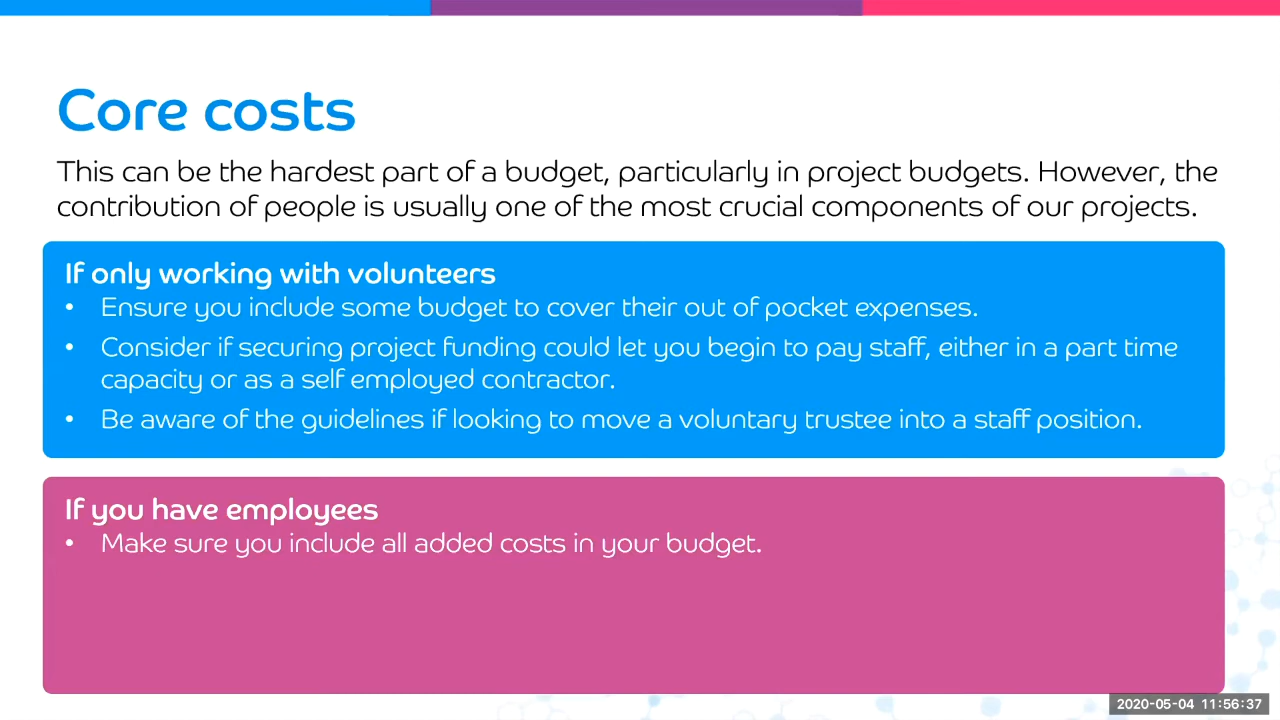 Core costs
This can be the hardest part of a budget, particularly in project budgets. However, the
contribution of people is usually one of the most crucial components of our projects.
If only working with volunteers
• Ensure you include some budget to cover their out of pocket expenses.
• Consider if securing project funding could let you begin to pay staff, either in a part time
capacity or as a self employed contractor.
• Be aware of the guidelines if looking to move a voluntary trustee into a staff position.
If you have employees
• Make sure you include all added costs in your budget.
2020-05-04 11:56:37